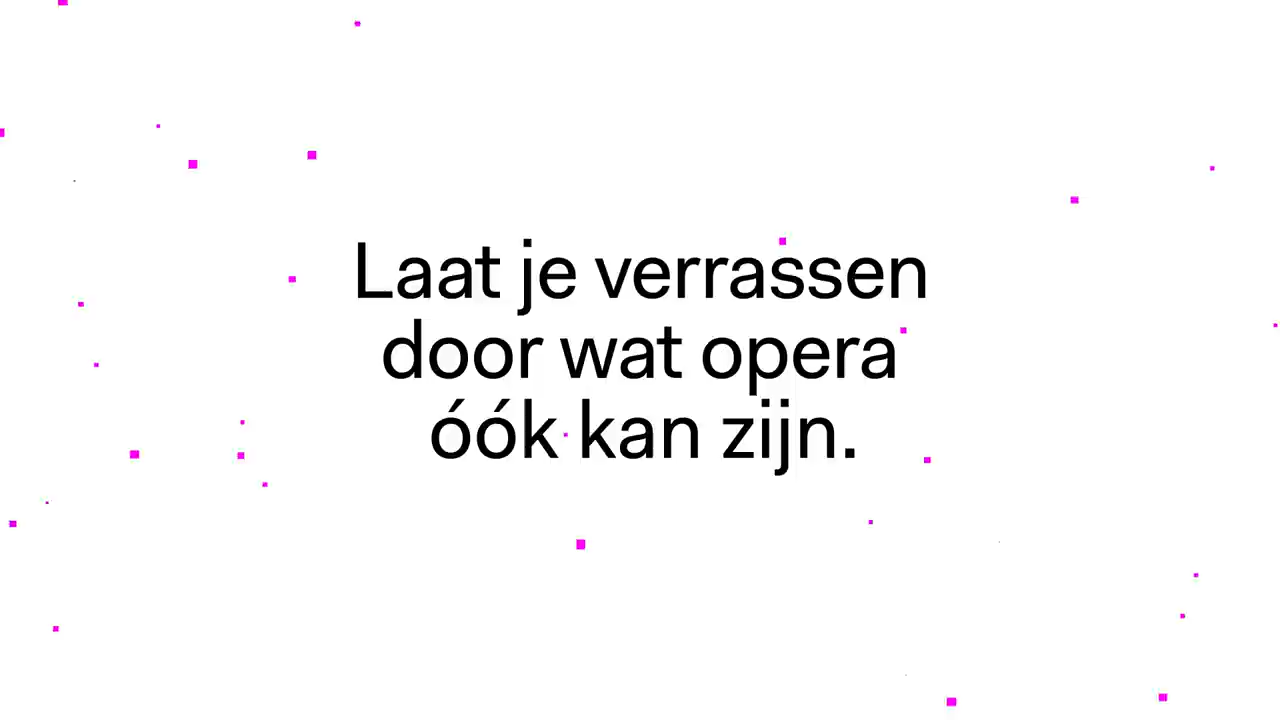 Laat je verrassen
door wat opera
óók kan zijn.